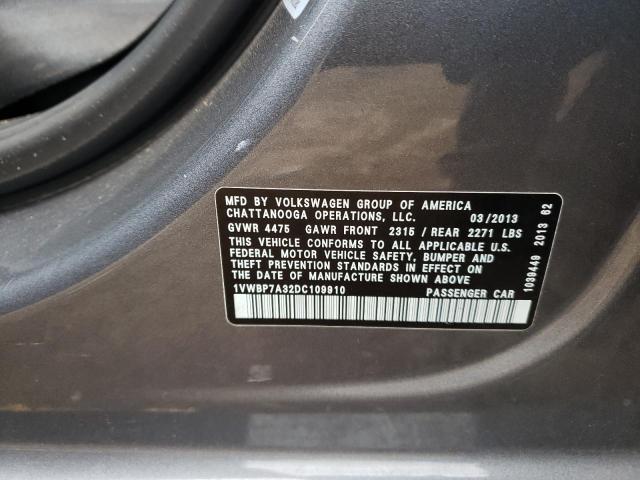 MFD BY VOLKSWAGEN GROUP OF AMERICA
CHATTANOOGA OPERATIONS, LLC. 03/2013
GVWR 4475 GAWR FRONT 2315 / REAR 2271 LBS
THIS VEHICLE CONFORMS TO ALL APPLICABLE U.S.
FEDERAL MOTOR VEHICLE SAFETY, BUMPER AND
THEFT PREVENTION STANDARDS IN EFFECT ON
THE DATE OF MANUFACTURE SHOWN ABOVE
1VWBP7A32DC109910 PASSENGER CAR
1039449 2013 62